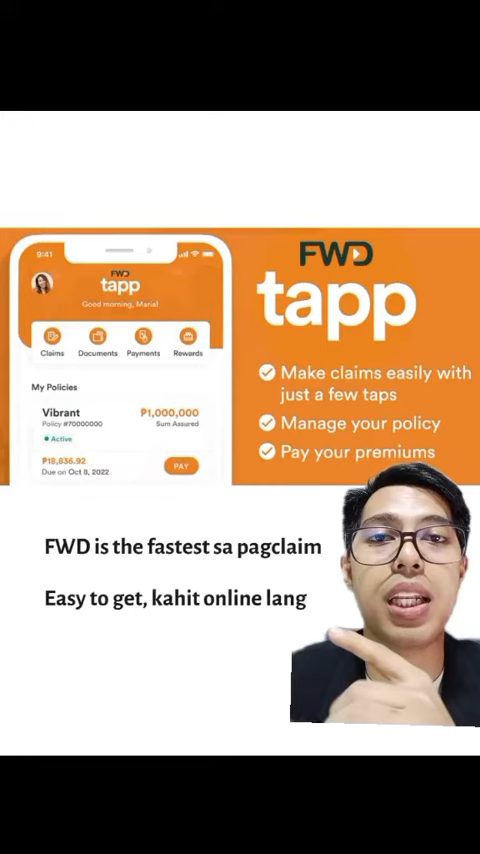 9:41
FWD
tapp
Good morning, Maria!
Claims Documents Payments Rewards
My Policies
Vibrant ₱1,000,000
Policy #70000000 Sum Assured
Active
₱18,836.92 PAY
Due on Oct 8, 2022
FWD
tapp
Make claims easily with
just a few taps
Manage your policy
Pay your premiums
FWD is the fastest sa pagclaim
Easy to get, kahit online lang